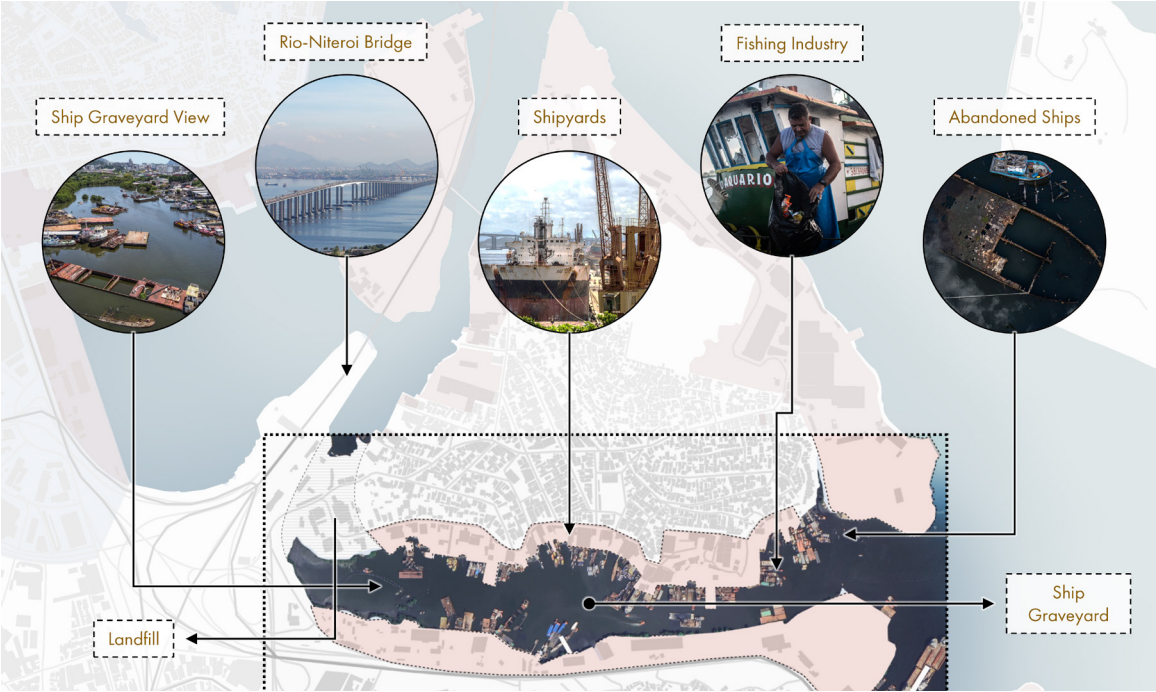 Rio-Niteroi Bridge
Fishing Industry
Ship Graveyard View
Shipyards
Abandoned Ships
AQUARIO
Ship
Graveyard
Landfill